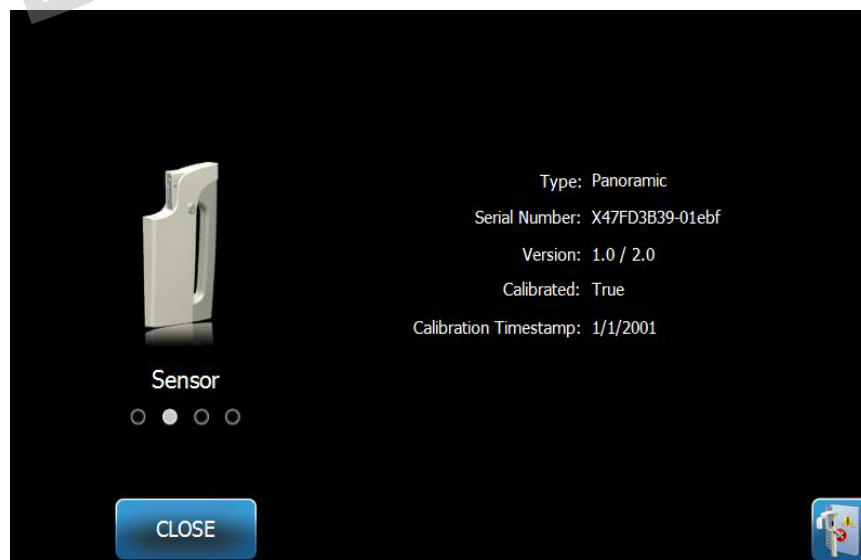 Type: Panoramic
Serial Number: X47FD3B39-01ebf
Version: 1.0 / 2.0
Calibrated: True
Calibration Timestamp: 1/1/2001
Sensor
CLOSE